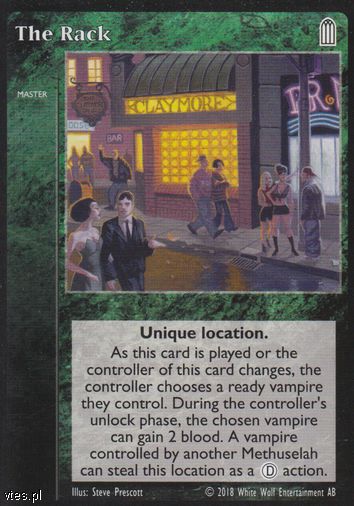 The Rack
MASTER
CLAYMORE
BAR
Unique location.
As this card is played or the
controller of this card changes, the
controller chooses a ready vampire
they control. During the controller's
unlock phase, the chosen vampire
can gain 2 blood. A vampire
controlled by another Methuselah
can steal this location as a D action.
Illus: Steve Prescott © 2018 White Wolf Entertainment AB
vtes.pl